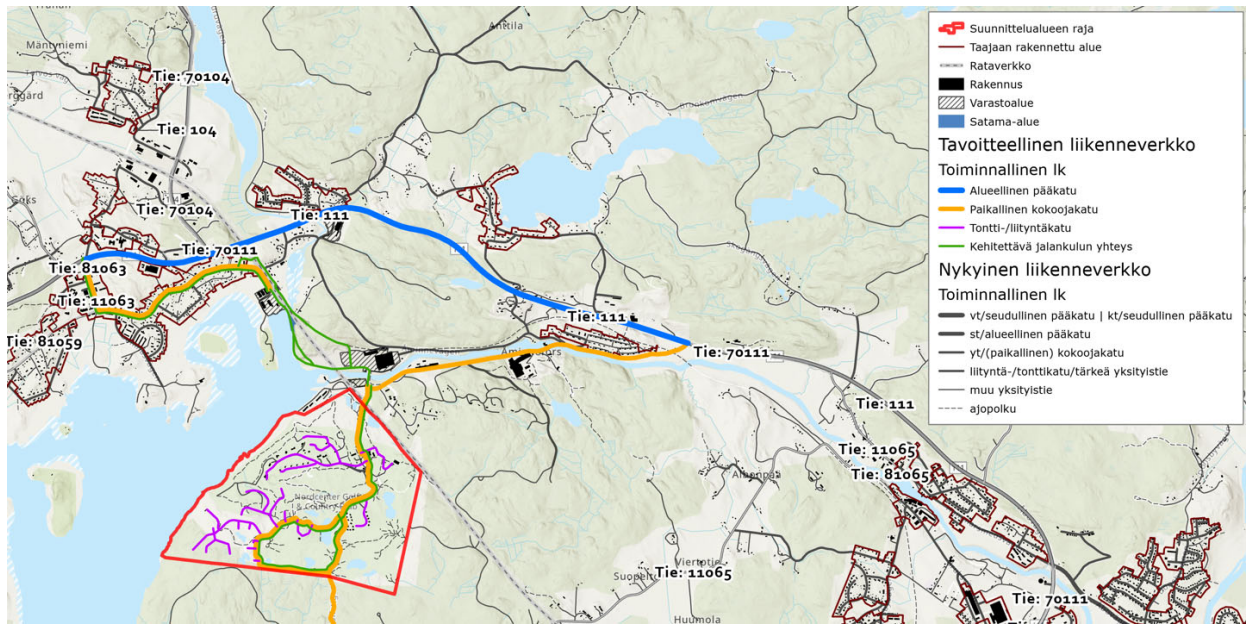 Anttila
Mäntyniemi
Tie: 70104
Tie: 104
Tie: 70104
Tie: 111
Tie: 70111
Tie: 81063
Tie: 11063
Tie: 111
Tie: 70111
Tie: 81059
Tie: 111
Tie: 11065
Tie: 81065
Nordcenter Golf
& Country
Viertotie
Tie: 11065
Huumola
Tie: 70111
Suunnittelualueen raja
Taajaan rakennettu alue
Rataverkko
Rakennus
Varastoalue
Satama-alue
Tavoitteellinen liikenneverkko
Toiminnallinen lk
Alueellinen pääkatu
Paikallinen kokoojakatu
Tontti-/liityntäkatu
Kehitettävä jalankulun yhteys
Nykyinen liikenneverkko
Toiminnallinen lk
vt/seudullinen pääkatu | kt/seudullinen pääkatu
st/alueellinen pääkatu
yt/(paikallinen) kokoojakatu
liityntä-/tonttikatu/tärkeä yksityistie
muu yksityistie
ajopolku